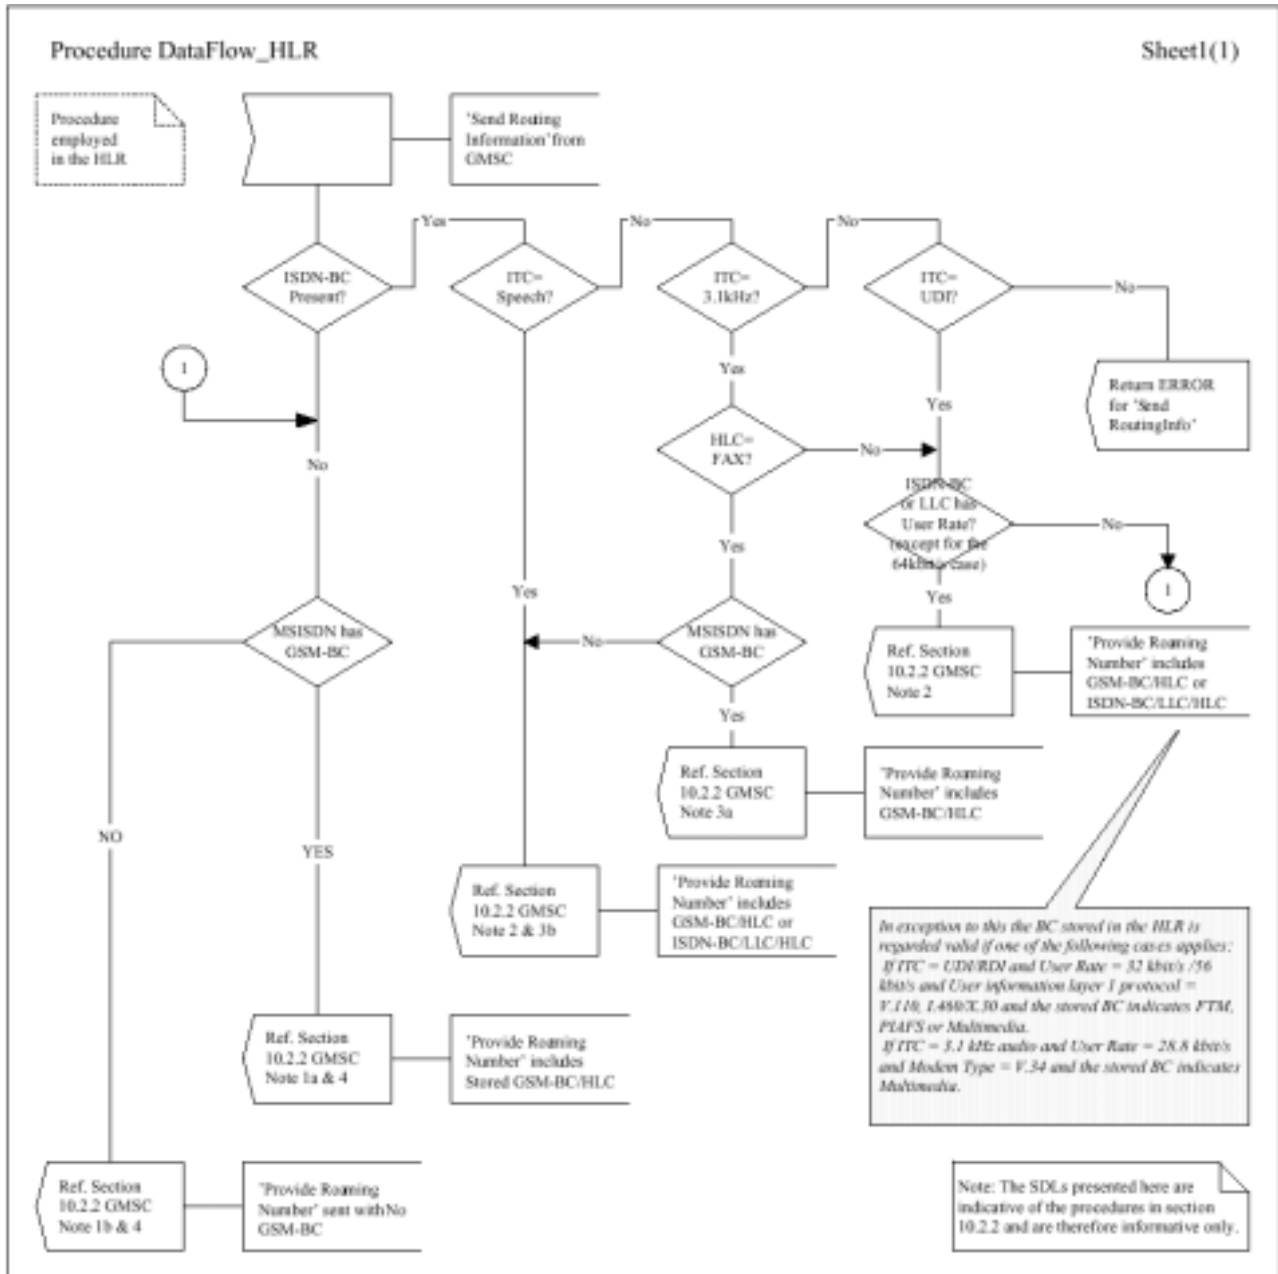 Procedure DataFlow_HLR
Sheet1(1)
Procedure
employed
in the HLR
'Send Routing
Information' from
GMSC
Yes
No
No
ISDN-BC
Present?
ITC=
Speech?
ITC=
3.1kHz?
ITC=
UDI?
No
1
Yes
Return ERROR
for 'Send
RoutingInfo'
Yes
No
HLC=
FAX?
No
ISDN-BC
or LLC has
User Rate?
(except for the
64kbit/s case)
No
Yes
Yes
Yes
1
MSISDN has
GSM-BC
No
MSISDN has
GSM-BC
Ref. Section
10.2.2 GMSC
Note 2
'Provide Roaming
Number' includes
GSM-BC/HLC or
ISDN-BC/LLC/HLC
Yes
Ref. Section
10.2.2 GMSC
Note 3a
'Provide Roaming
Number' includes
GSM-BC/HLC
NO
YES
Ref. Section
10.2.2 GMSC
Note 2 & 3b
'Provide Roaming
Number' includes
GSM-BC/HLC or
ISDN-BC/LLC/HLC
In exception to this the BC stored in the HLR is
regarded valid if one of the following cases applies:
If ITC = UDI/RDI and User Rate = 32 kbit/s /56
kbit/s and User information layer 1 protocol =
V.110, I.460/X.30 and the stored BC indicates FTM,
PIAFS or Multimedia.
If ITC = 3.1 kHz audio and User Rate = 28.8 kbit/s
and Modem Type = V.34 and the stored BC indicates
Multimedia.
Ref. Section
10.2.2 GMSC
Note 1a & 4
'Provide Roaming
Number' includes
Stored GSM-BC/HLC
Ref. Section
10.2.2 GMSC
Note 1b & 4
'Provide Roaming
Number' sent with No
GSM-BC
Note: The SDLs presented here are
indicative of the procedures in section
10.2.2 and are therefore informative only.